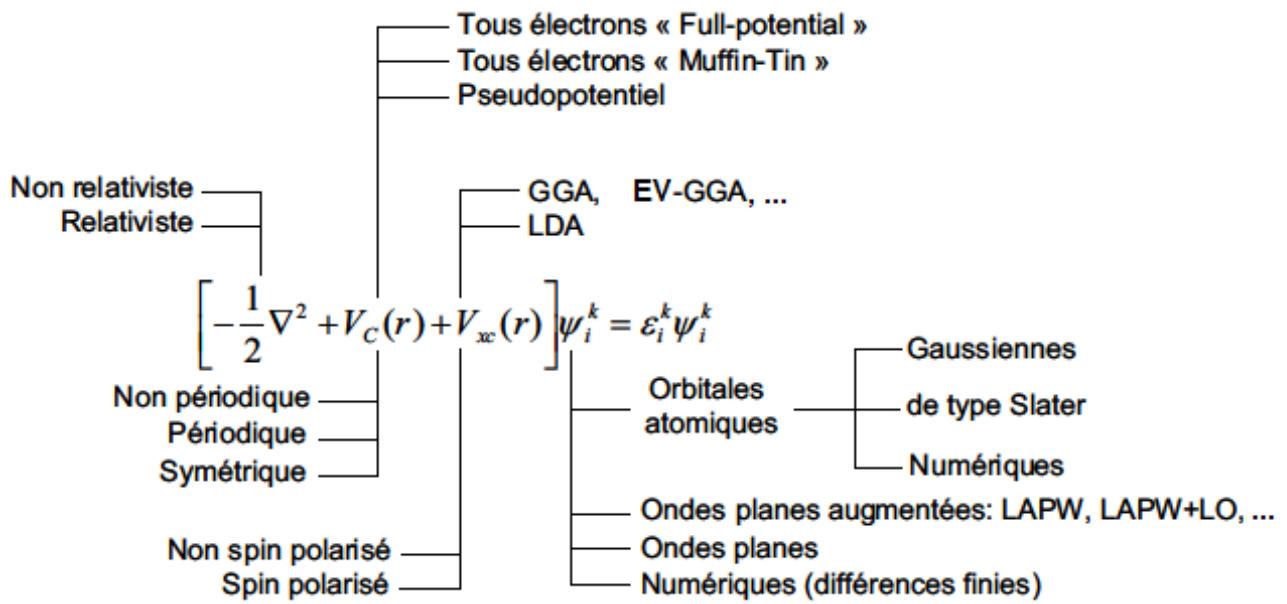 Tous électrons « Full-potential »
Tous électrons « Muffin-Tin »
Pseudopotentiel
Non relativiste
Relativiste
GGA, EV-GGA, ...
LDA
[-1/2 ∇² + V_C(r) + V_xc(r)] ψ_i^k = ε_i^k ψ_i^k
Non périodique
Périodique
Symétrique
Non spin polarisé
Spin polarisé
Orbitales
atomiques
Gaussiennes
de type Slater
Numériques
Ondes planes augmentées: LAPW, LAPW+LO, ...
Ondes planes
Numériques (différences finies)